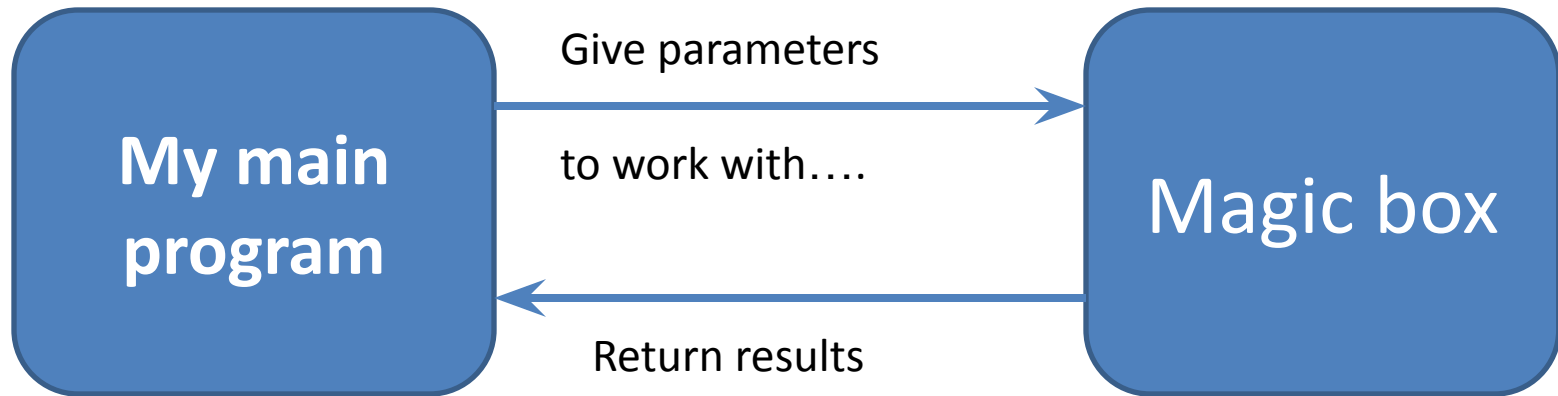 My main
program
Give parameters
to work with….
Return results
Magic box